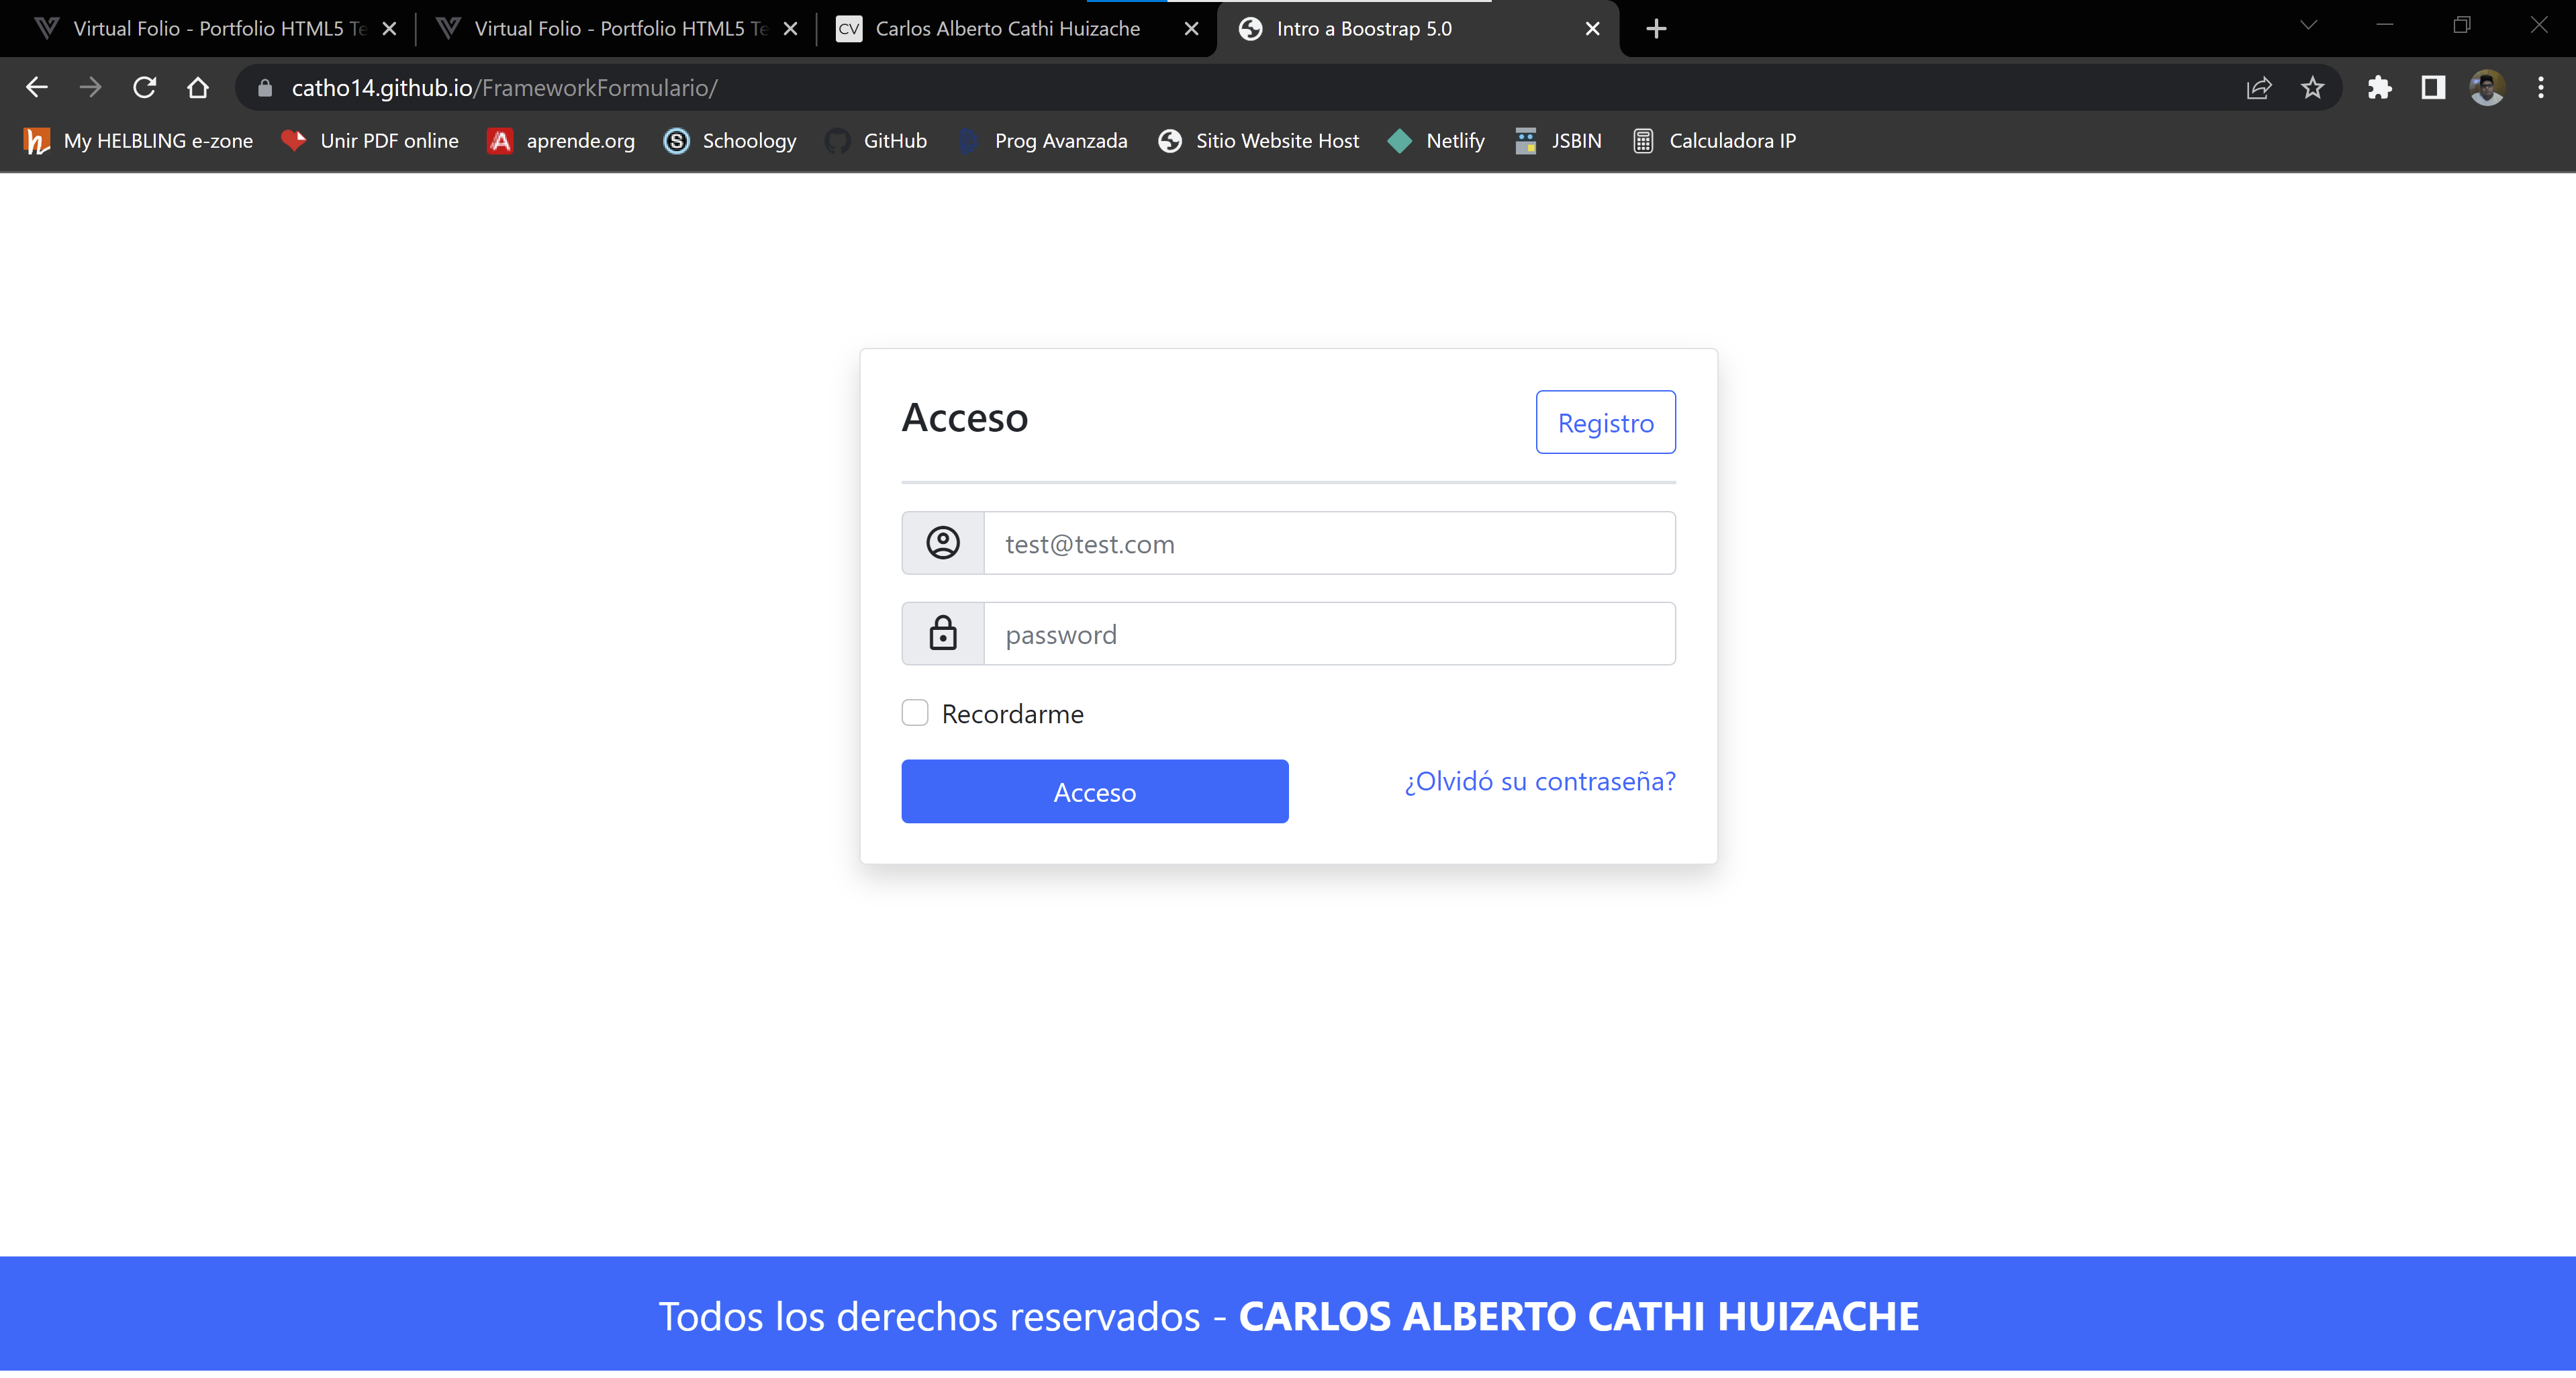 Virtual Folio - Portfolio HTML5 Te
Virtual Folio - Portfolio HTML5 Te
CV Carlos Alberto Cathi Huizache
Intro a Boostrap 5.0
catho14.github.io/FrameworkFormulario/
My HELBLING e-zone
Unir PDF online
aprende.org
Schoology
GitHub
Prog Avanzada
Sitio Website Host
Netlify
JSBIN
Calculadora IP
Acceso
Registro
test@test.com
password
Recordarme
Acceso
¿Olvidó su contraseña?
Todos los derechos reservados - CARLOS ALBERTO CATHI HUIZACHE